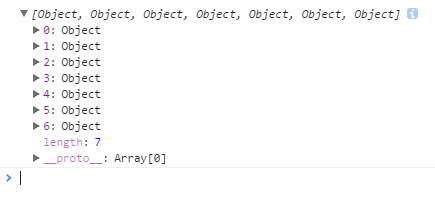 [Object, Object, Object, Object, Object, Object, Object] i
0: Object
1: Object
2: Object
3: Object
4: Object
5: Object
6: Object
length: 7
__proto__: Array[0]